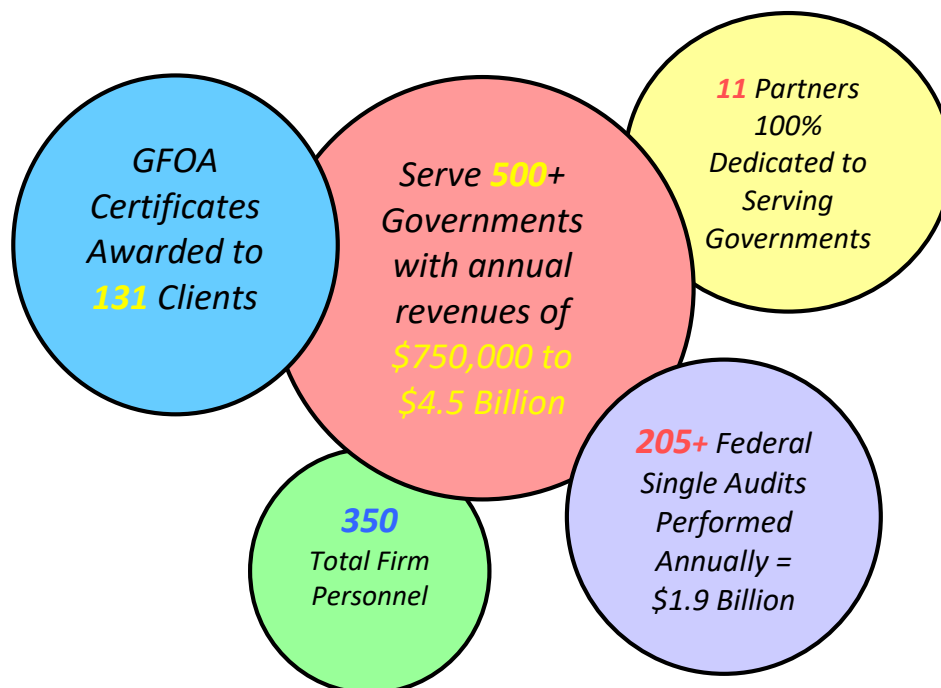 GFOA
Certificates
Awarded to
131 Clients
Serve 500+
Governments
with annual
revenues of
$750,000 to
$4.5 Billion
11 Partners
100%
Dedicated to
Serving
Governments
205+ Federal
Single Audits
Performed
Annually =
$1.9 Billion
350
Total Firm
Personnel